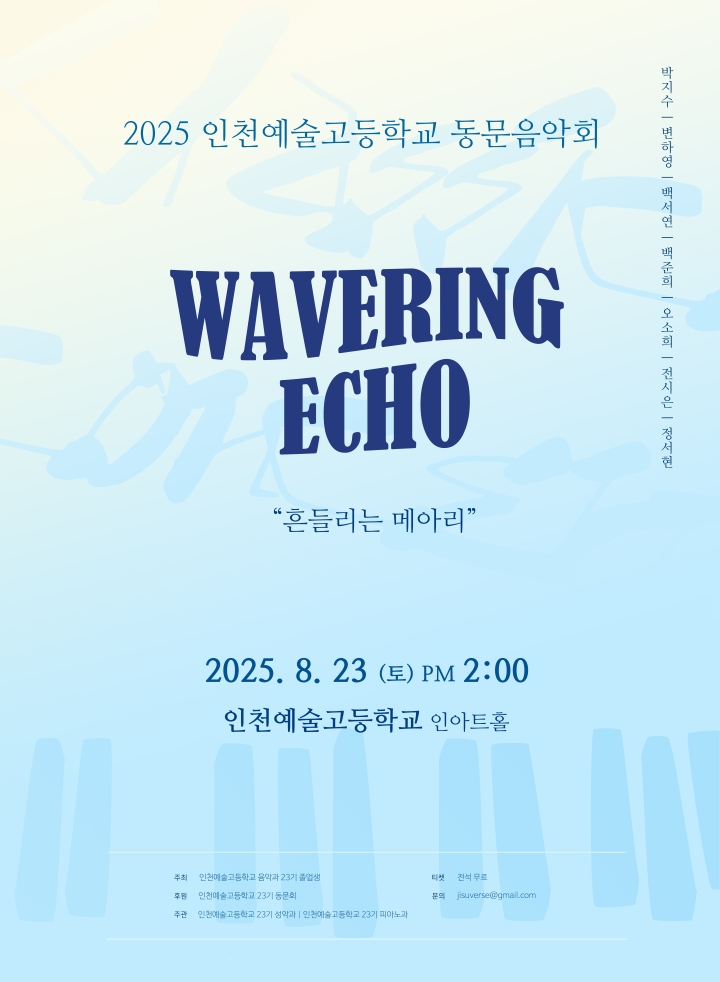 2025 인천예술고등학교 동문음악회
박지수 | 변하영 | 백서연 | 백준희 | 오소희 | 전시은 | 정서현
WAVERING
ECHO
“흔들리는 메아리”
2025. 8. 23 (토) PM 2:00
인천예술고등학교 인아트홀
주최 인천예술고등학교 음악과 23기 졸업생
후원 인천예술고등학교 23기 동문회
주관 인천예술고등학교 23기 성악과 | 인천예술고등학교 23기 피아노과
티켓 전석 무료
문의 jisuverse@gmail.com